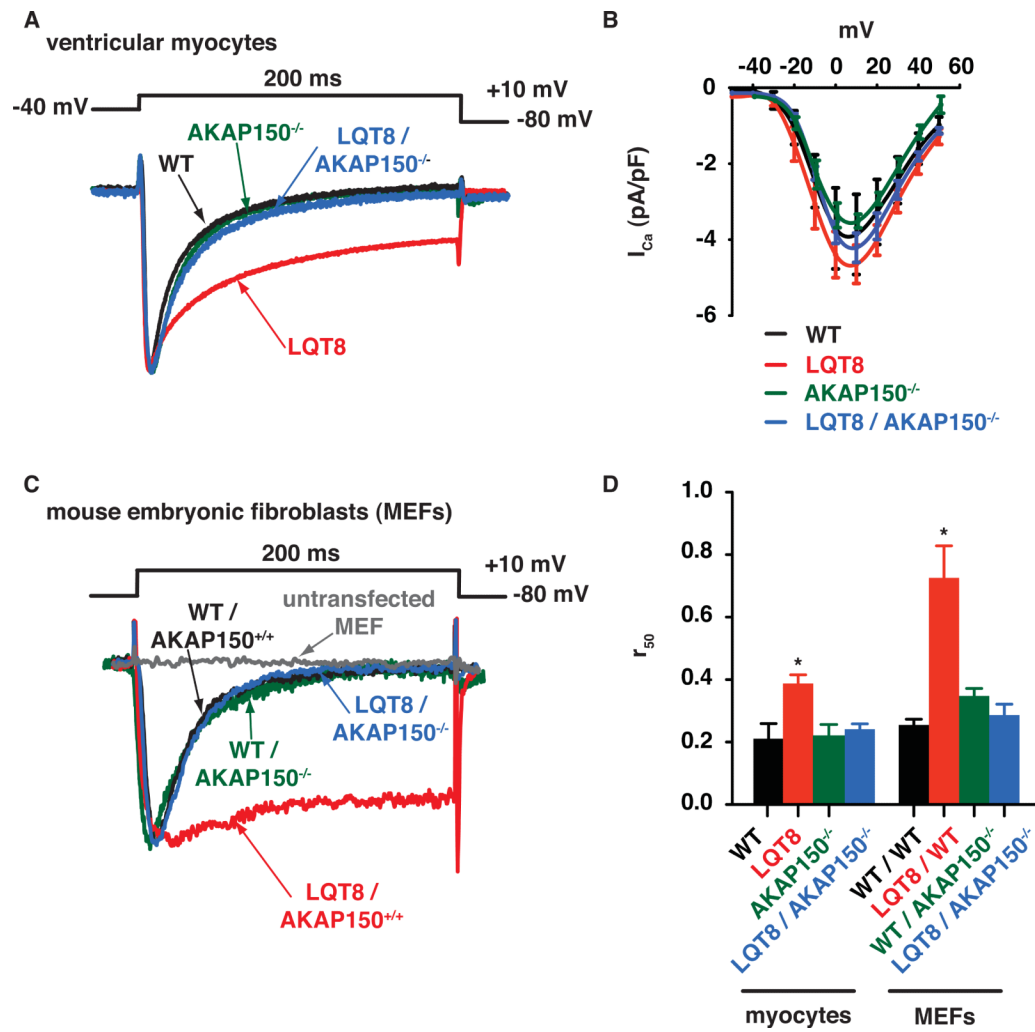 A
ventricular myocytes
200 ms
-40 mV
+10 mV
-80 mV
AKAP150-/-
LQT8 /
AKAP150-/-
WT
LQT8
B
mV
-40 -20 0 20 40 60
0
-2
-4
-6
ICa (pA/pF)
WT
LQT8
AKAP150-/-
LQT8 / AKAP150-/-
C
mouse embryonic fibroblasts (MEFs)
200 ms
+10 mV
-80 mV
untransfected
MEF
WT /
AKAP150+/+
LQT8 /
AKAP150-/-
WT /
AKAP150-/-
LQT8 /
AKAP150+/+
D
1.0
0.8
0.6
0.4
0.2
0.0
r50
*
*
WT
LQT8
AKAP150-/-
LQT8 / AKAP150-/-
WT / WT
LQT8 / WT
WT / AKAP150-/-
LQT8 / AKAP150-/-
myocytes
MEFs